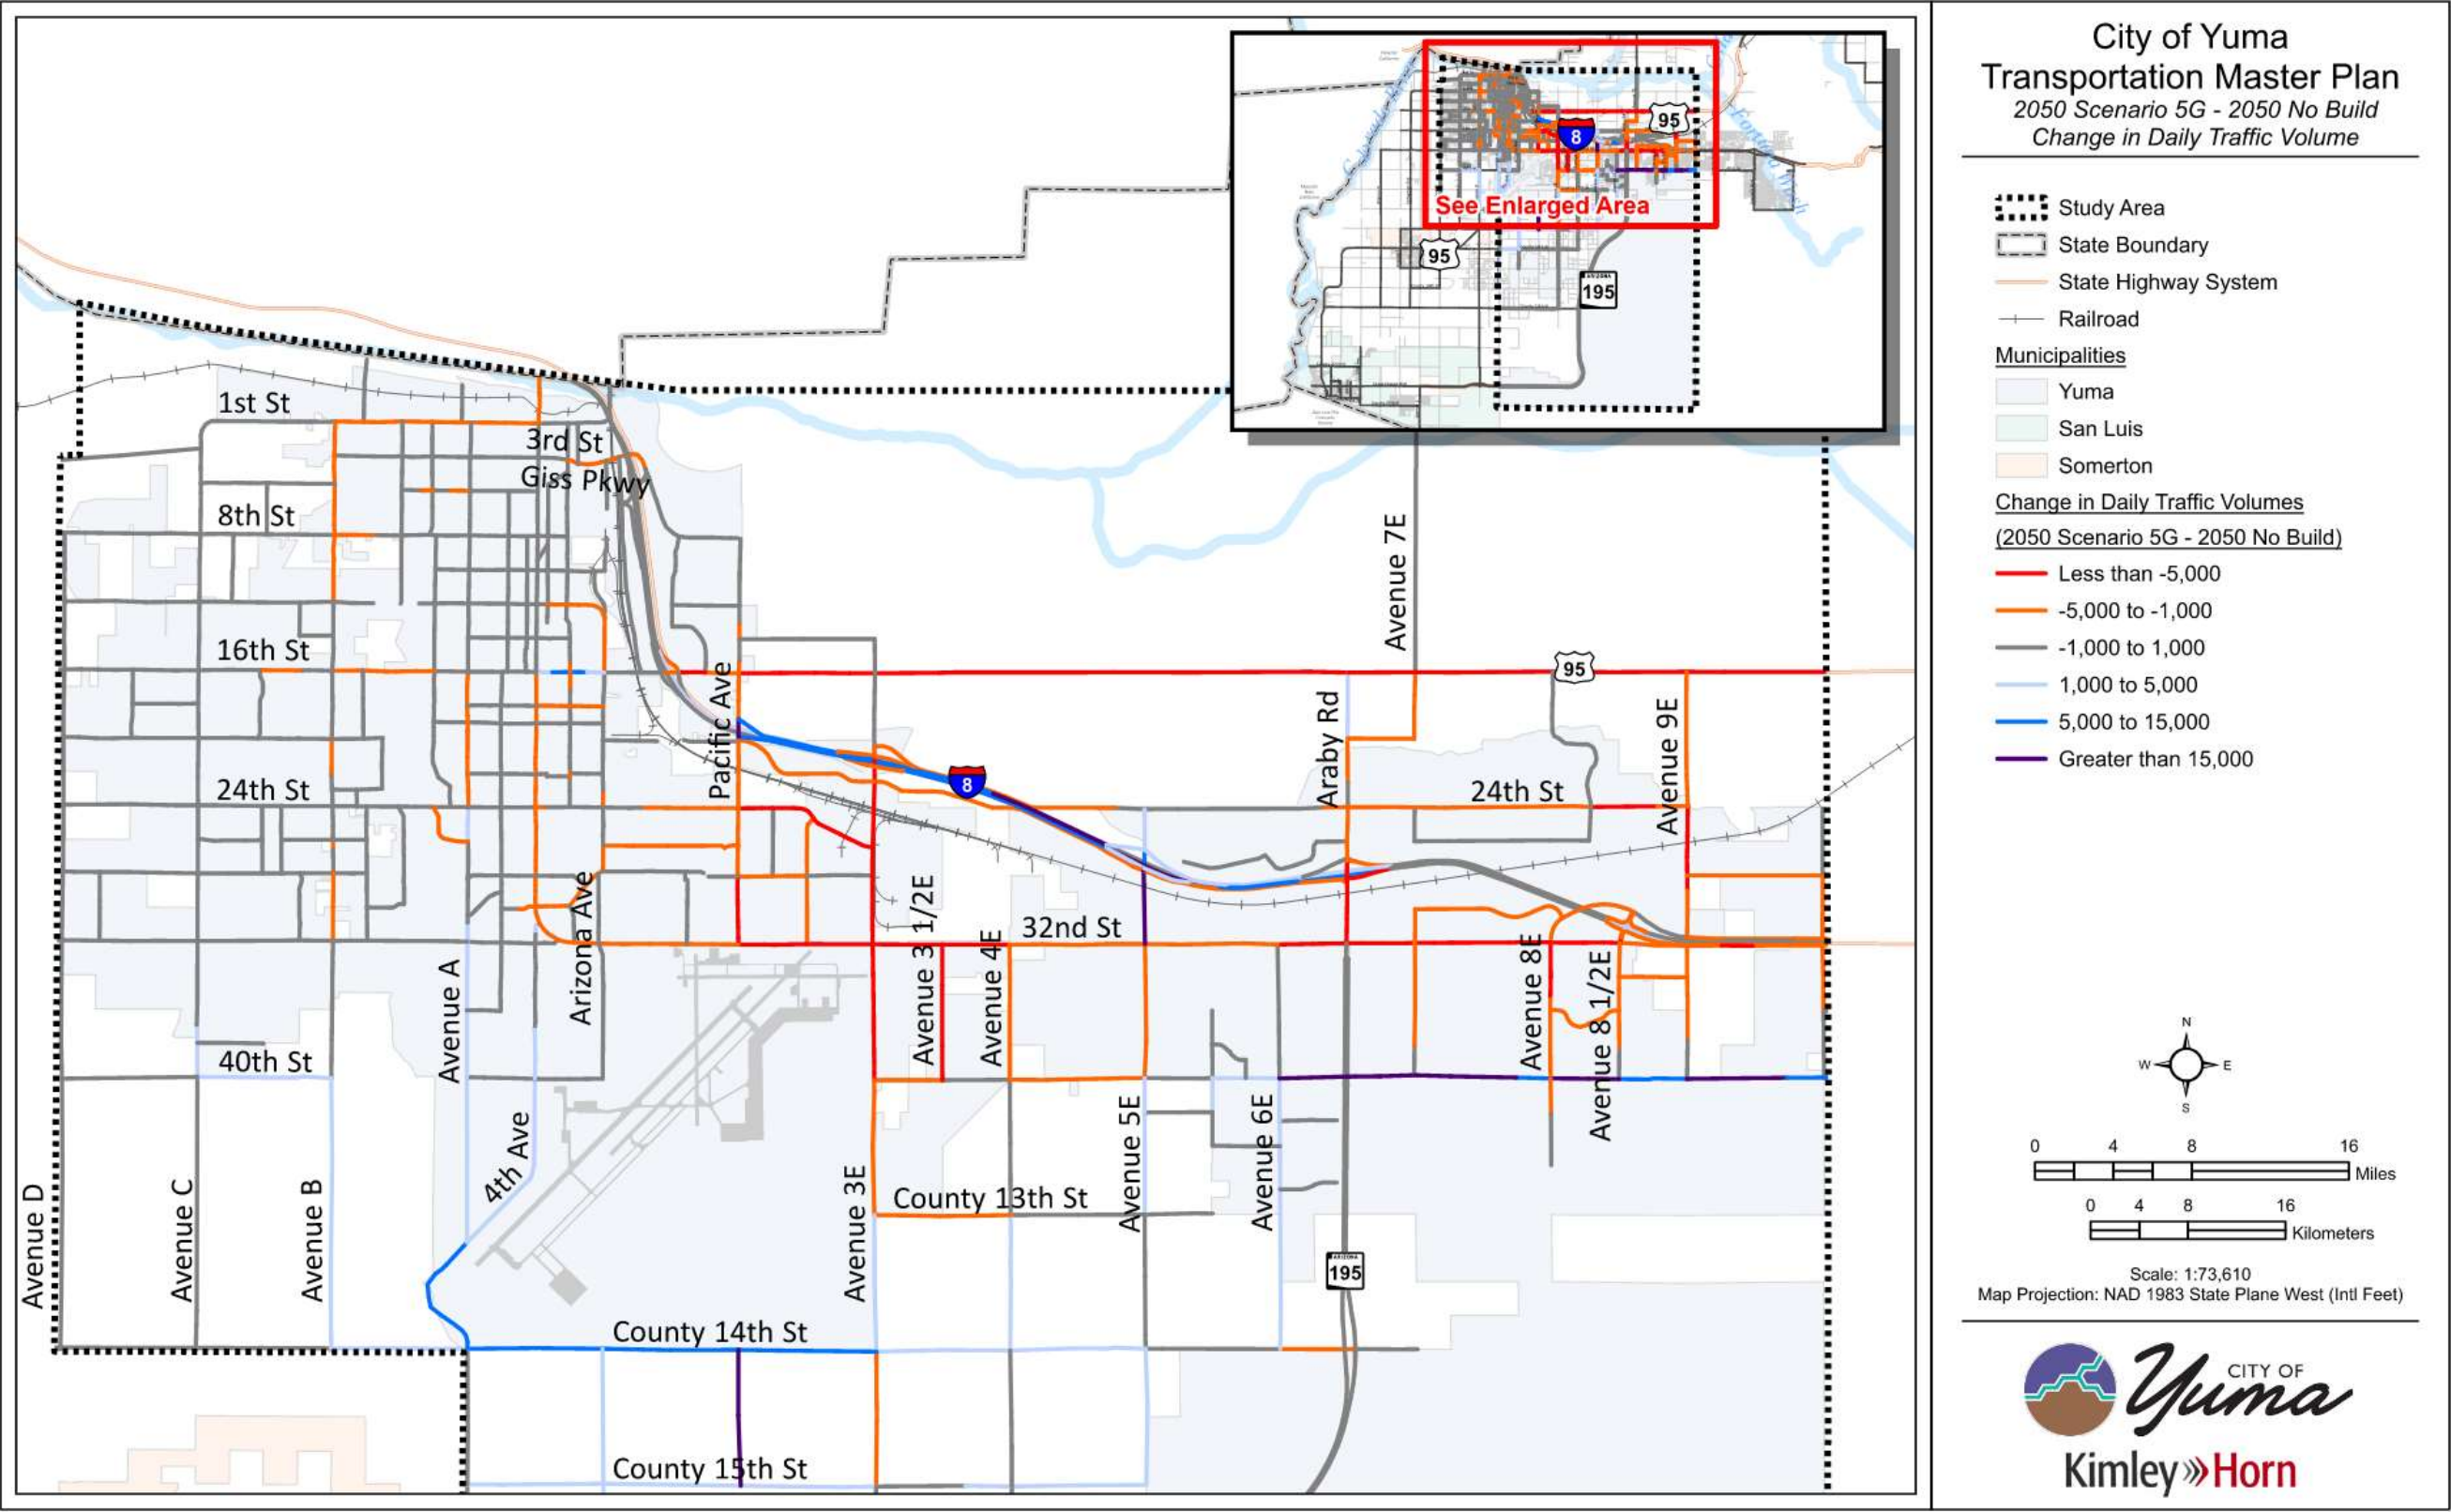 City of Yuma
Transportation Master Plan
2050 Scenario 5G - 2050 No Build
Change in Daily Traffic Volume
Study Area
State Boundary
State Highway System
Railroad
Municipalities
Yuma
San Luis
Somerton
Change in Daily Traffic Volumes
(2050 Scenario 5G - 2050 No Build)
Less than -5,000
-5,000 to -1,000
-1,000 to 1,000
1,000 to 5,000
5,000 to 15,000
Greater than 15,000
N
W E
S
0 4 8 16
Miles
0 4 8 16
Kilometers
Scale: 1:73,610
Map Projection: NAD 1983 State Plane West (Intl Feet)
CITY OF
Yuma
Kimley»Horn
95
8
See Enlarged Area
95
ARIZONA
195
1st St
3rd St
Giss Pkwy
8th St
16th St
24th St
40th St
Avenue D
Avenue C
Avenue B
Avenue A
4th Ave
Arizona Ave
Pacific Ave
Avenue 3E
Avenue 3 1/2E
Avenue 4E
Avenue 5E
Avenue 6E
Araby Rd
Avenue 7E
Avenue 8E
Avenue 8 1/2E
Avenue 9E
95
8
24th St
32nd St
County 13th St
ARIZONA
195
County 14th St
County 15th St